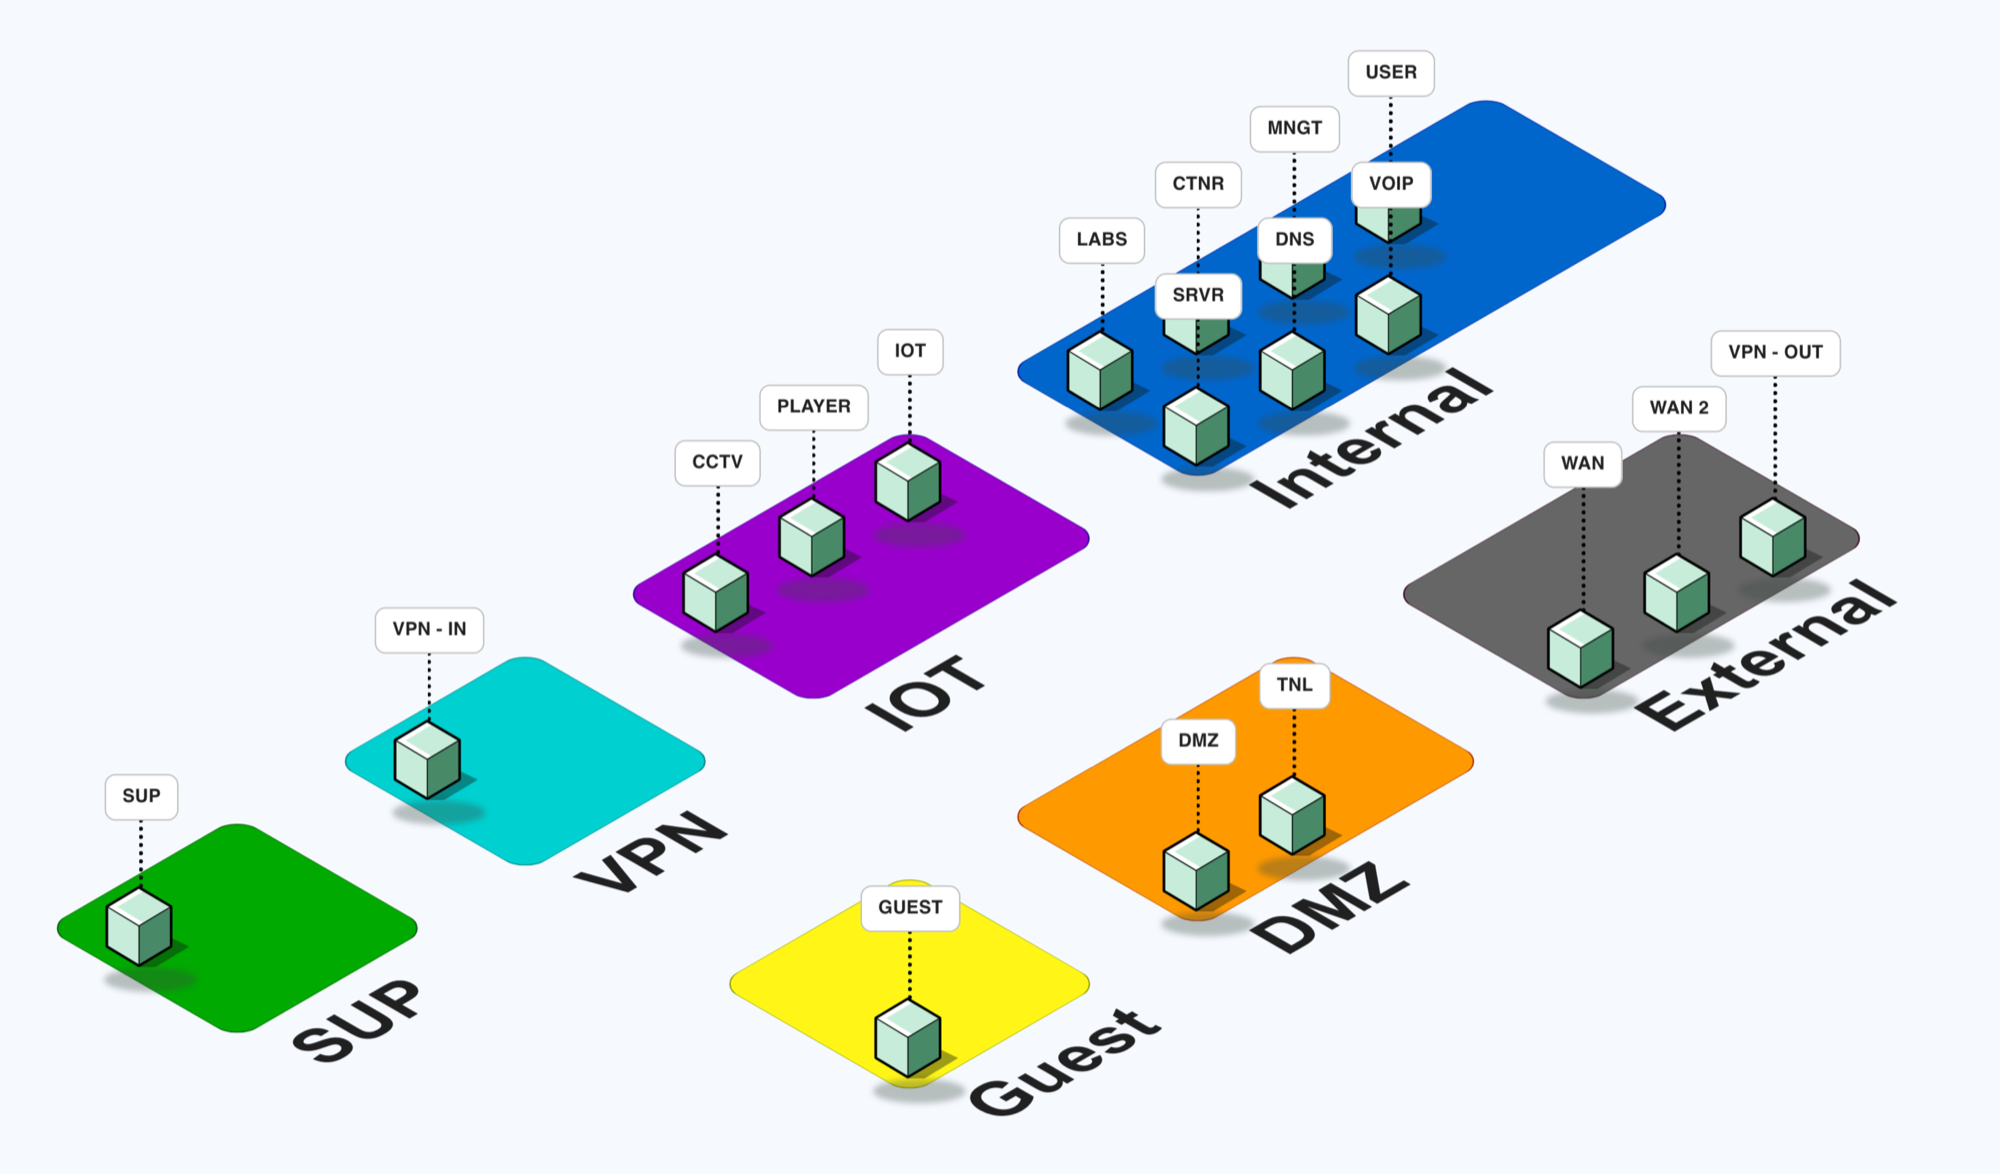 USER
MNGT
CTNR
VOIP
LABS
DNS
SRVR
Internal
IOT
PLAYER
CCTV
IOT
VPN - OUT
WAN 2
WAN
External
VPN - IN
VPN
TNL
DMZ
DMZ
SUP
SUP
GUEST
Guest